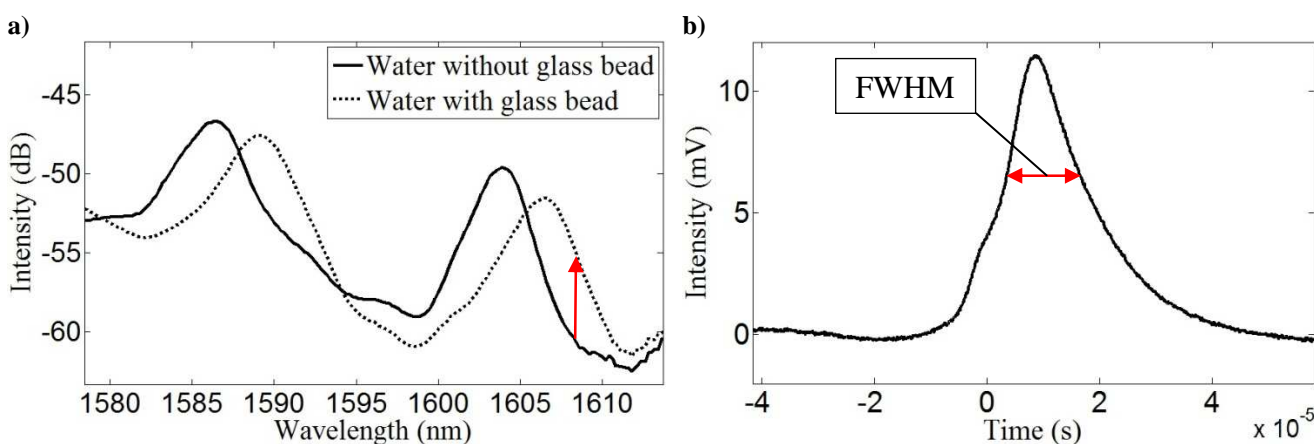 a)
Water without glass bead
Water with glass bead
-45
-50
-55
-60
Intensity (dB)
1580 1585 1590 1595 1600 1605 1610
Wavelength (nm)
b)
FWHM
10
5
0
Intensity (mV)
-4 -2 0 2 4
x 10⁻⁵
Time (s)